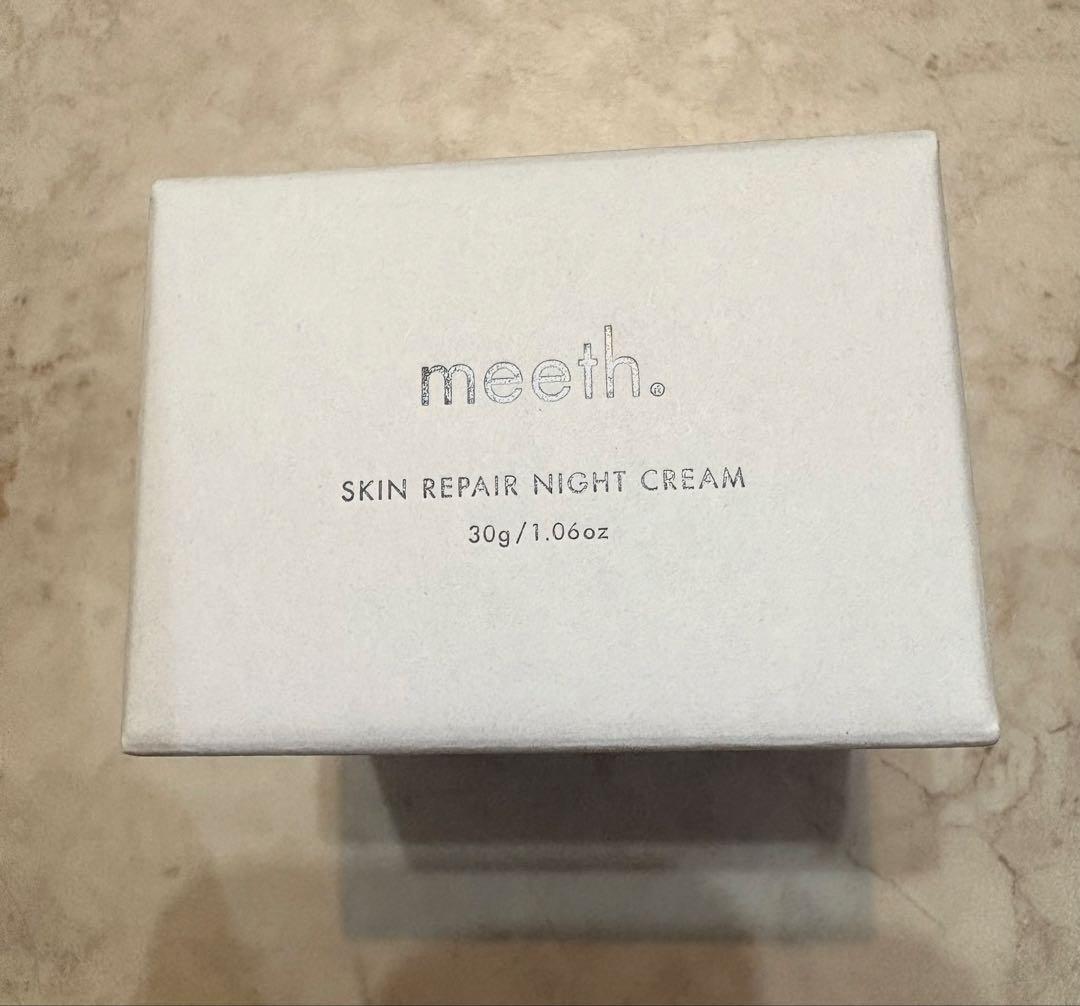 meeth.®
SKIN REPAIR NIGHT CREAM
30g/1.06oz